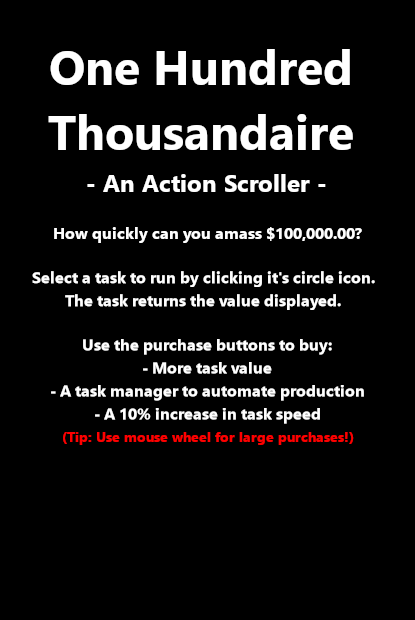 One Hundred
Thousandaire
- An Action Scroller -
How quickly can you amass $100,000.00?
Select a task to run by clicking it's circle icon.
The task returns the value displayed.
Use the purchase buttons to buy:
- More task value
- A task manager to automate production
- A 10% increase in task speed
(Tip: Use mouse wheel for large purchases!)